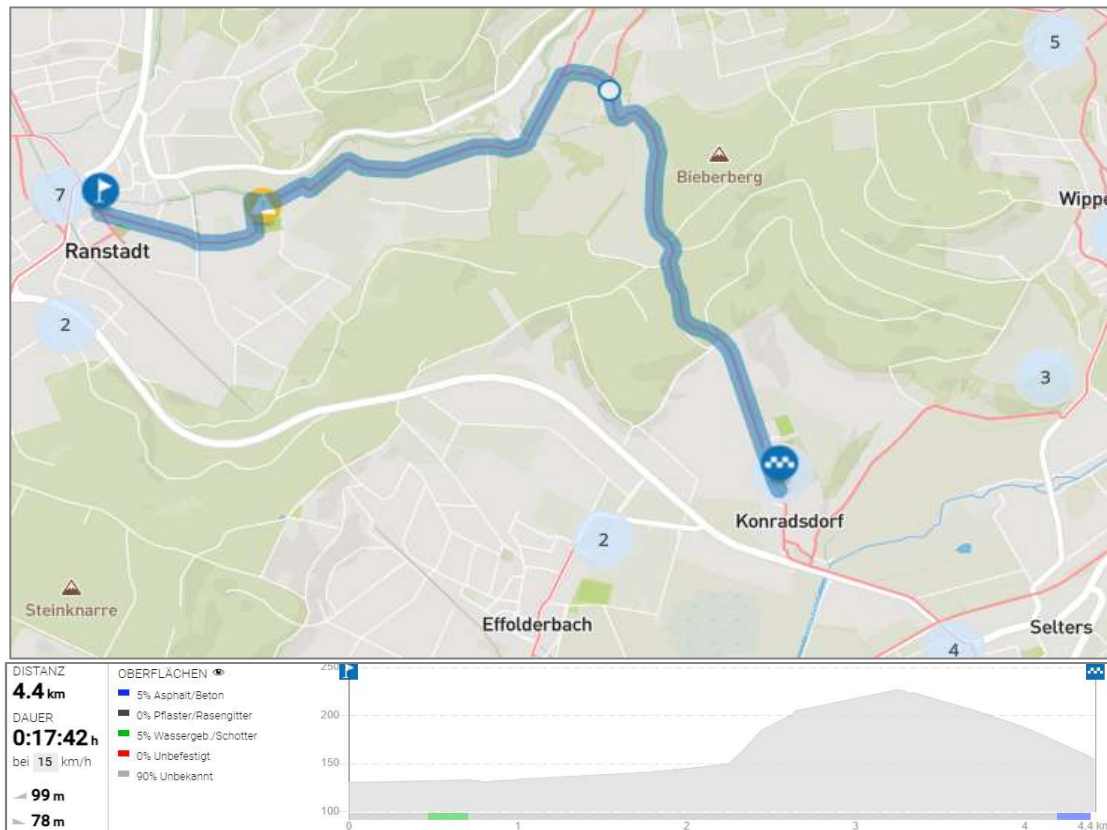 5
Bieberberg
7
Wippe
Ranstadt
2
3
Konradsdorf
2
Steinknarre
Effolderbach
Selters
4
DISTANZ
4.4 km
DAUER
0:17:42 h
bei 15 km/h
99 m
78 m
OBERFLÄCHEN
5% Asphalt/Beton
0% Pflaster/Rasengitter
5% Wassergeb./Schotter
0% Unbefestigt
90% Unbekannt
250
200
150
100
0 1 2 3 4 4.4 km